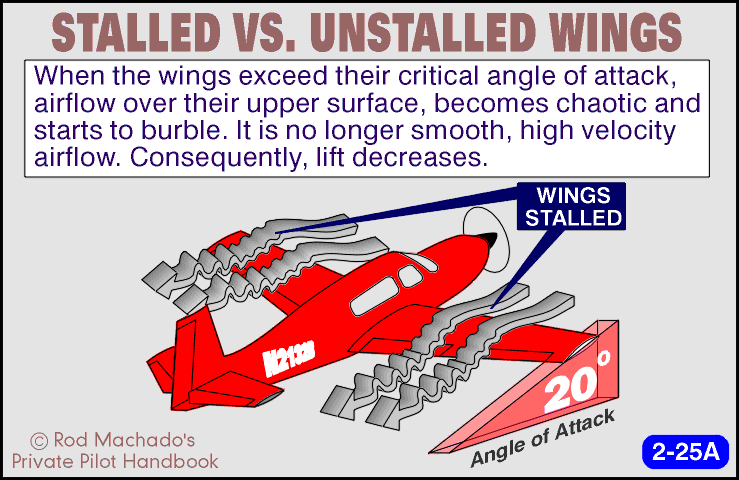 STALLED VS. UNSTALLED WINGS
When the wings exceed their critical angle of attack,
airflow over their upper surface, becomes chaotic and
starts to burble. It is no longer smooth, high velocity
airflow. Consequently, lift decreases.
WINGS
STALLED
N2132B
20°
Angle of Attack
© Rod Machado's
Private Pilot Handbook
2-25A